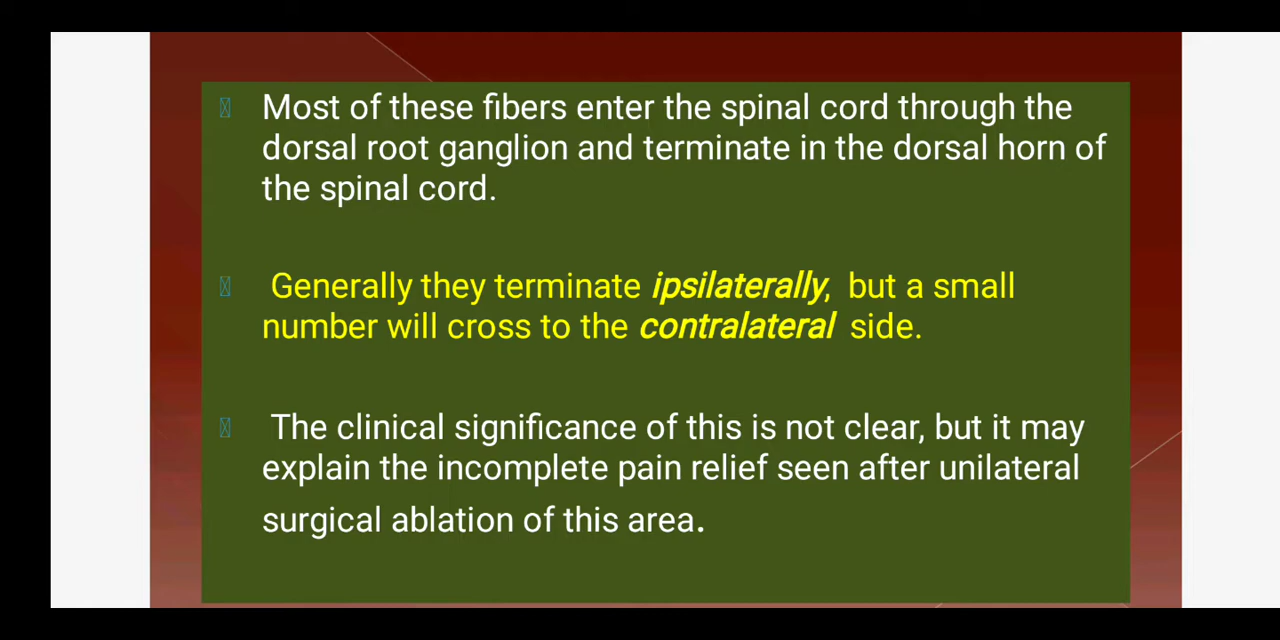 Most of these fibers enter the spinal cord through the
dorsal root ganglion and terminate in the dorsal horn of
the spinal cord.
Generally they terminate ipsilaterally, but a small
number will cross to the contralateral side.
The clinical significance of this is not clear, but it may
explain the incomplete pain relief seen after unilateral
surgical ablation of this area.